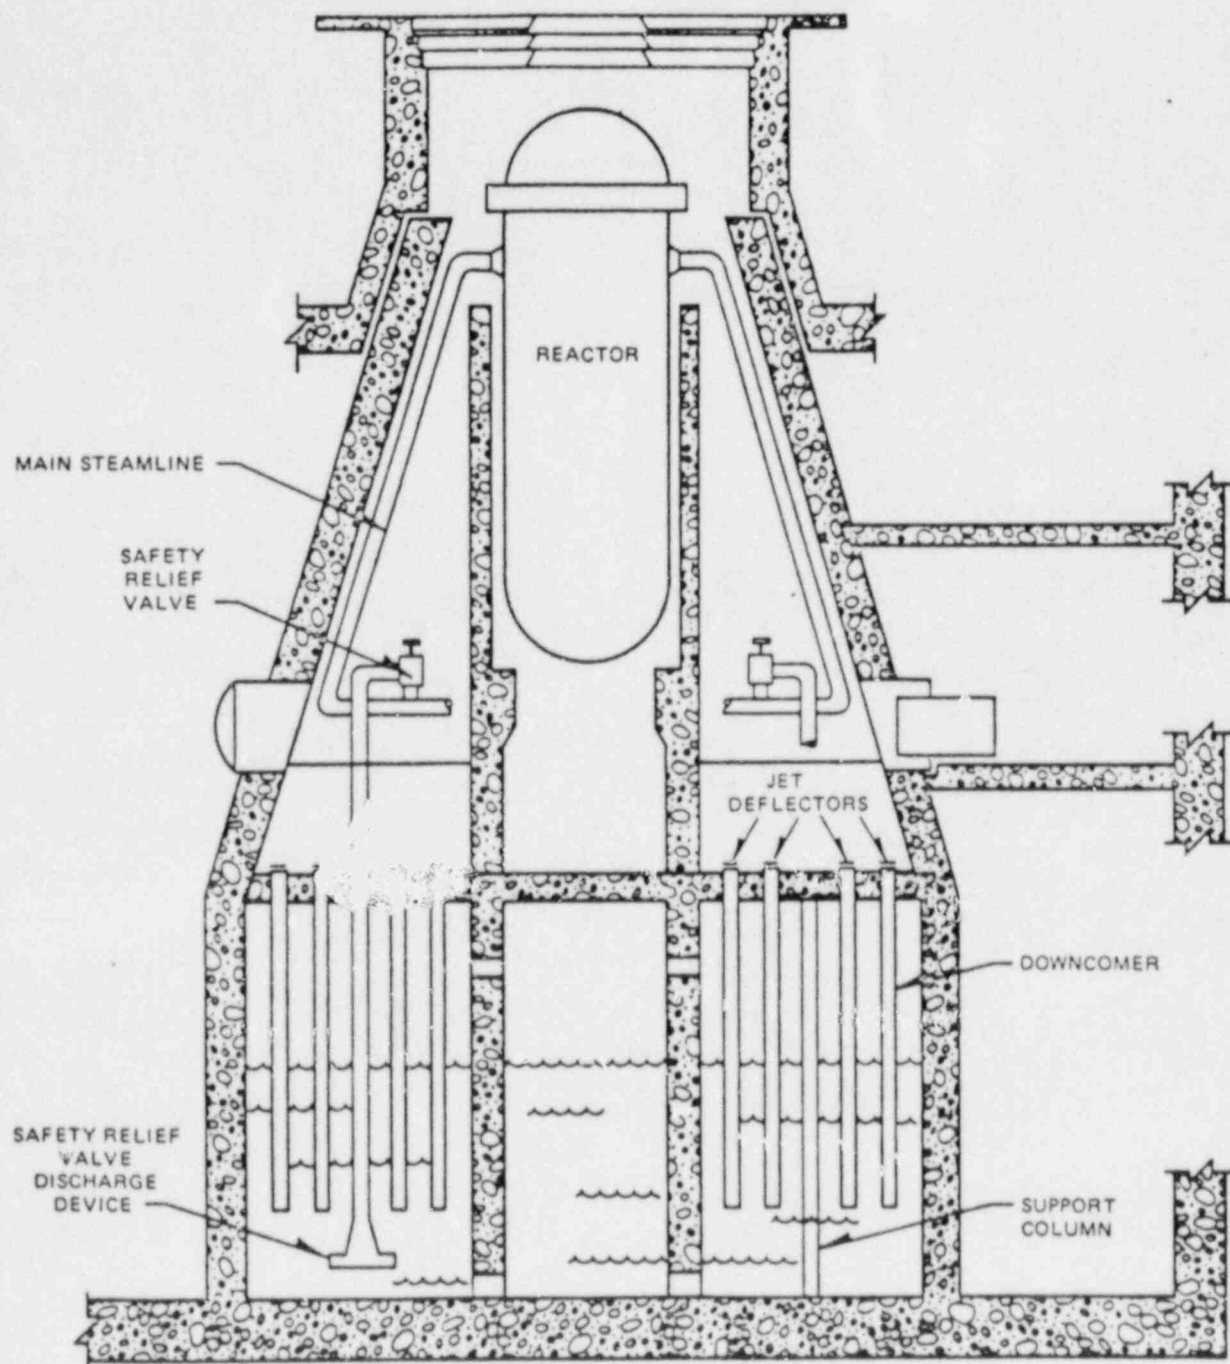 REACTOR
MAIN STEAMLINE
SAFETY
RELIEF
VALVE
JET
DEFLECTORS
DOWNCOMER
SAFETY RELIEF
VALVE
DISCHARGE
DEVICE
SUPPORT
COLUMN